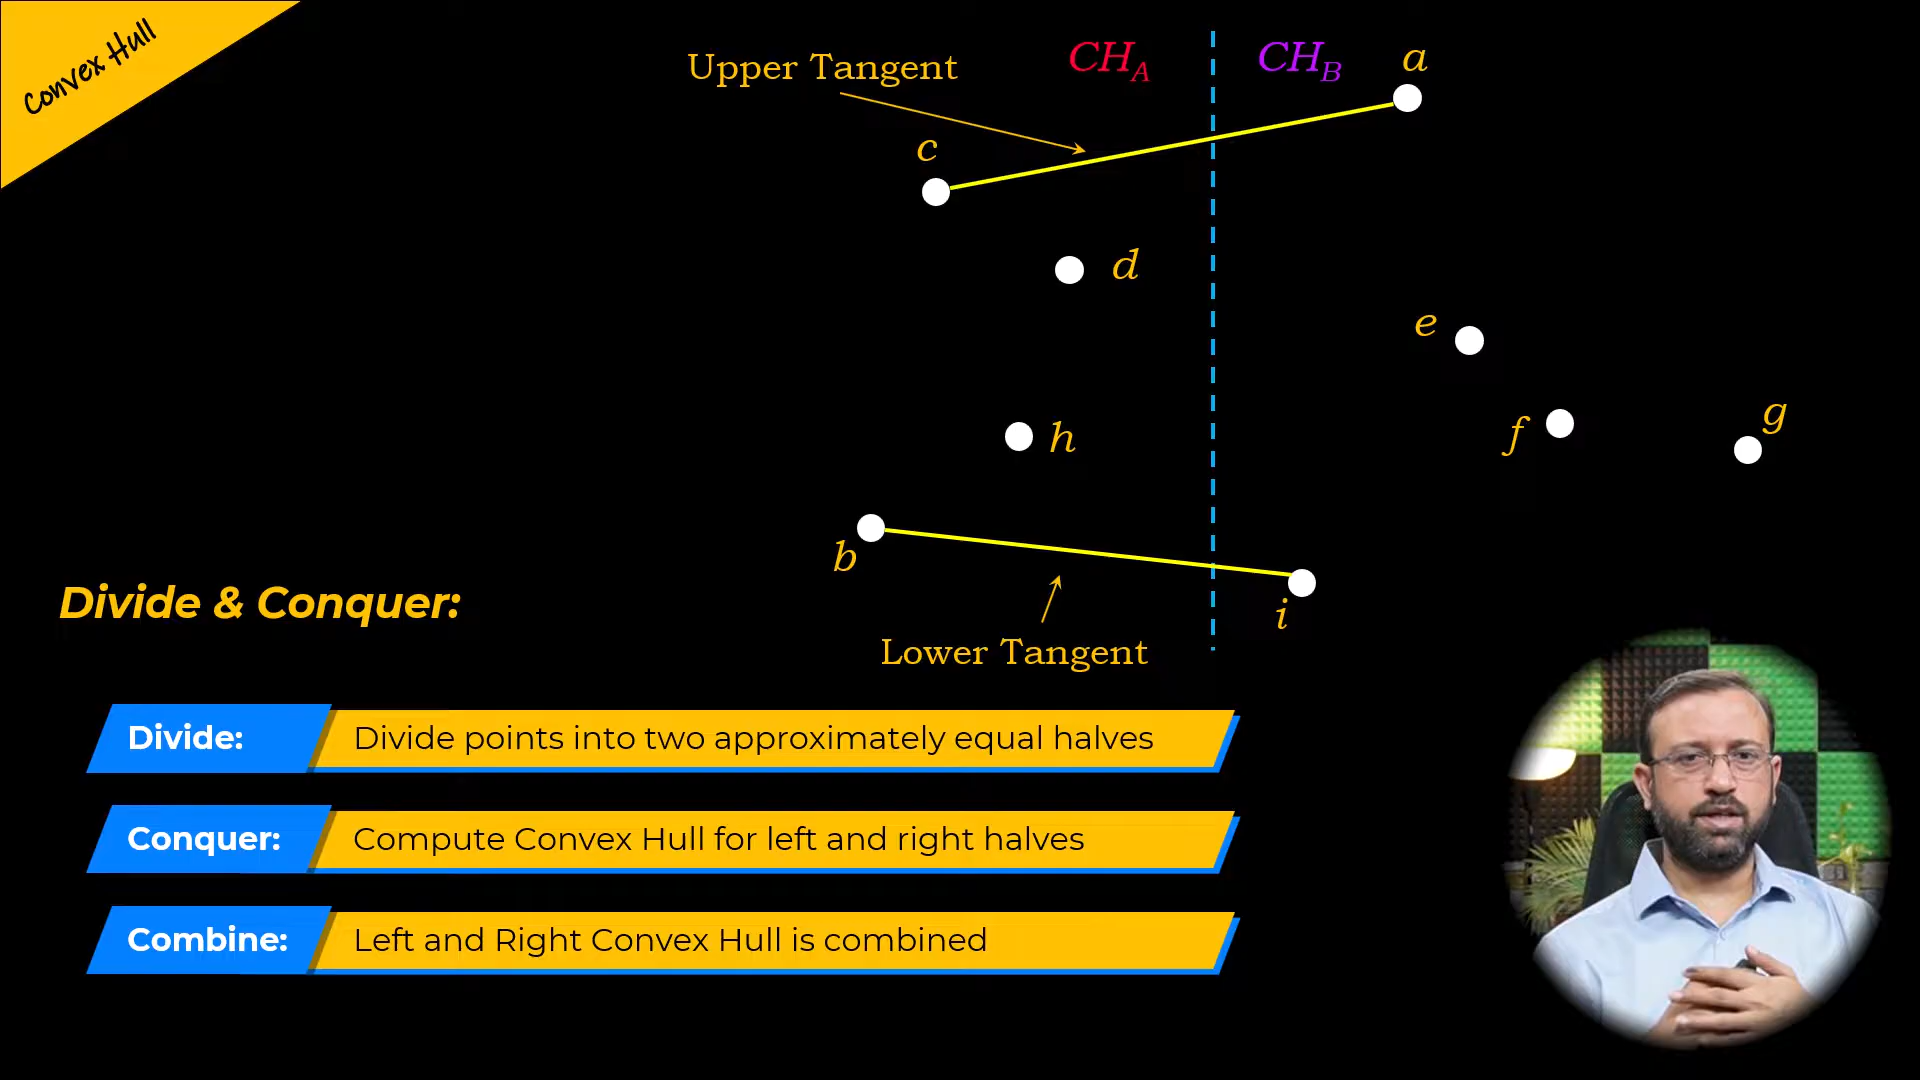 Convex Hull
Upper Tangent
CH_A
CH_B
a
c
d
e
f
g
h
b
i
Lower Tangent
Divide & Conquer:
Divide: Divide points into two approximately equal halves
Conquer: Compute Convex Hull for left and right halves
Combine: Left and Right Convex Hull is combined